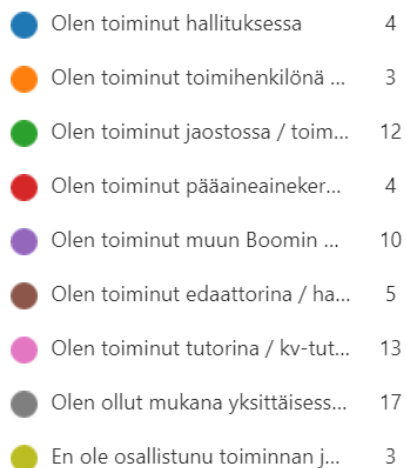 Olen toiminut hallituksessa 4
Olen toiminut toimihenkilönä ... 3
Olen toiminut jaostossa / toim... 12
Olen toiminut pääaineaineker... 4
Olen toiminut muun Boomin ... 10
Olen toiminut edaattorina / ha... 5
Olen toiminut tutorina / kv-tut... 13
Olen ollut mukana yksittäisess... 17
En ole osallistunu toiminnan j... 3